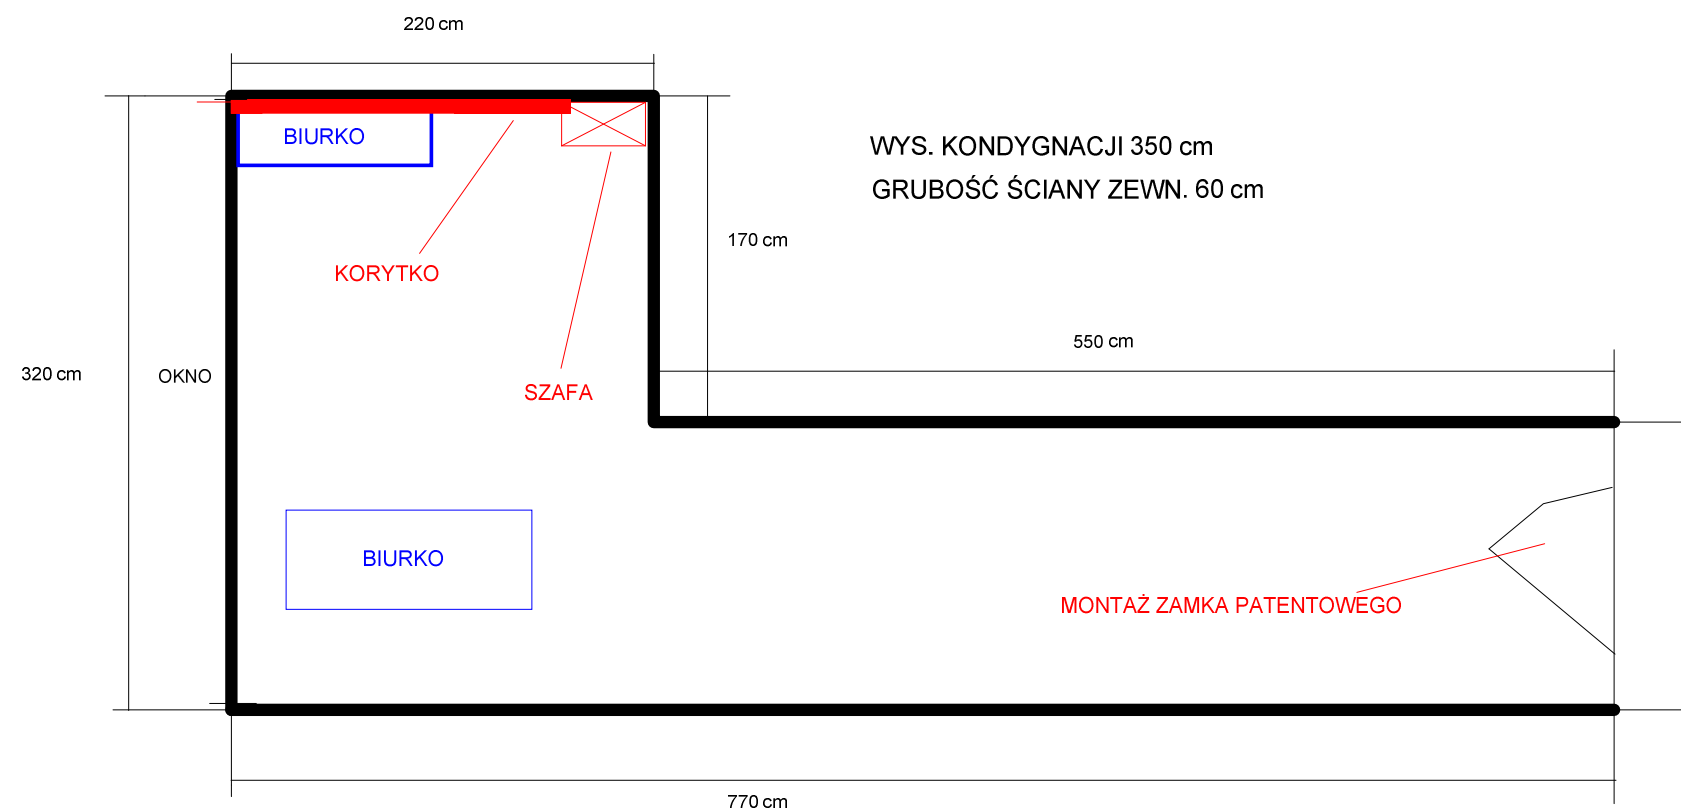 220 cm
BIURKO
WYS. KONDYGNACJI 350 cm
GRUBOŚĆ ŚCIANY ZEWN. 60 cm
170 cm
KORYTKO
550 cm
320 cm
OKNO
SZAFA
BIURKO
MONTAŻ ZAMKA PATENTOWEGO
770 cm